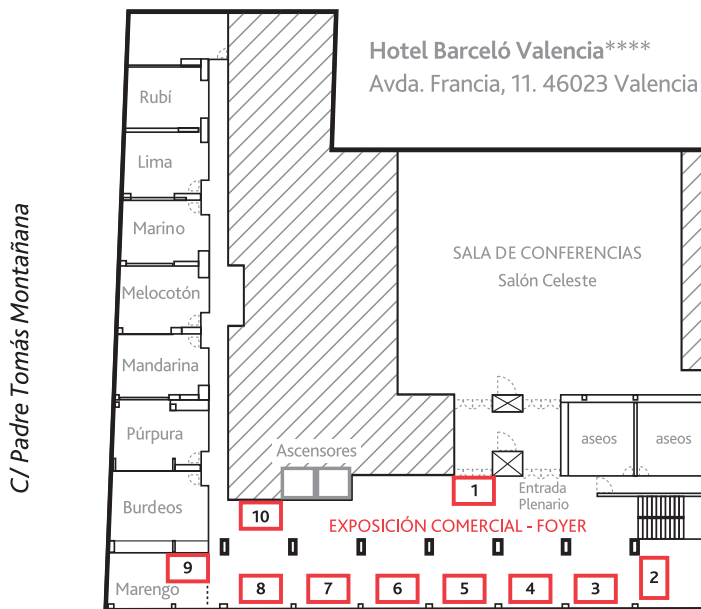 Hotel Barceló Valencia****
Avda. Francia, 11. 46023 Valencia
C/ Padre Tomás Montañana
Rubí
Lima
Marino
Melocotón
Mandarina
Púrpura
Burdeos
Marengo
SALA DE CONFERENCIAS
Salón Celeste
aseos
aseos
Ascensores
Entrada
Plenario
EXPOSICIÓN COMERCIAL - FOYER
1
10
9
8
7
6
5
4
3
2